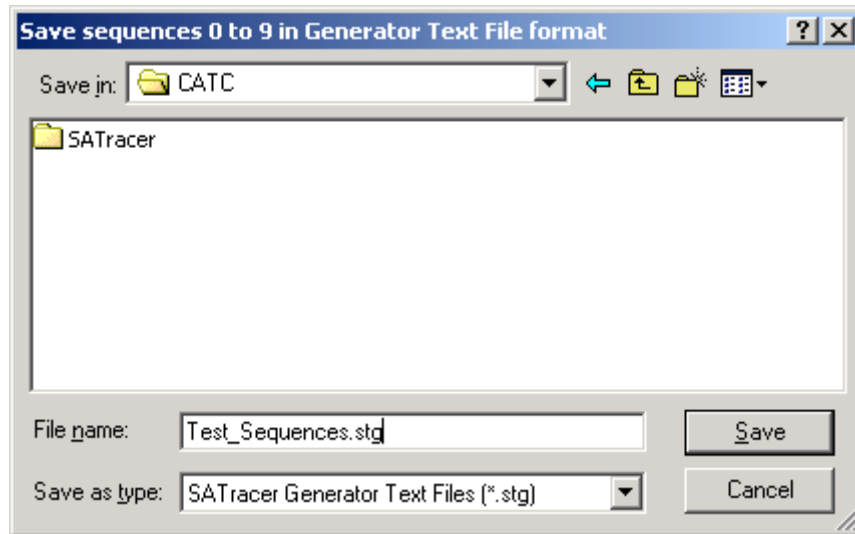 Save sequences 0 to 9 in Generator Text File format
Save in: CATC
SATracer
File name: Test_Sequences.stg Save
Save as type: SATracer Generator Text Files (*.stg) Cancel